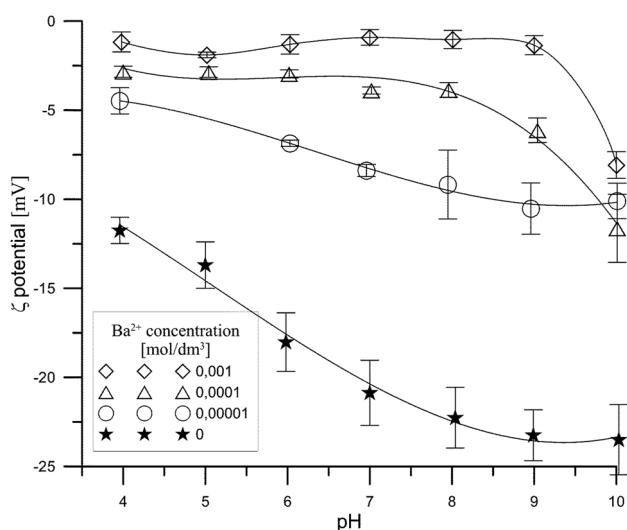 0
-5
-10
-15
-20
-25
ζ potential [mV]
Ba²⁺ concentration
[mol/dm³]
0,001
0,0001
0,00001
0
4 5 6 7 8 9 10
pH